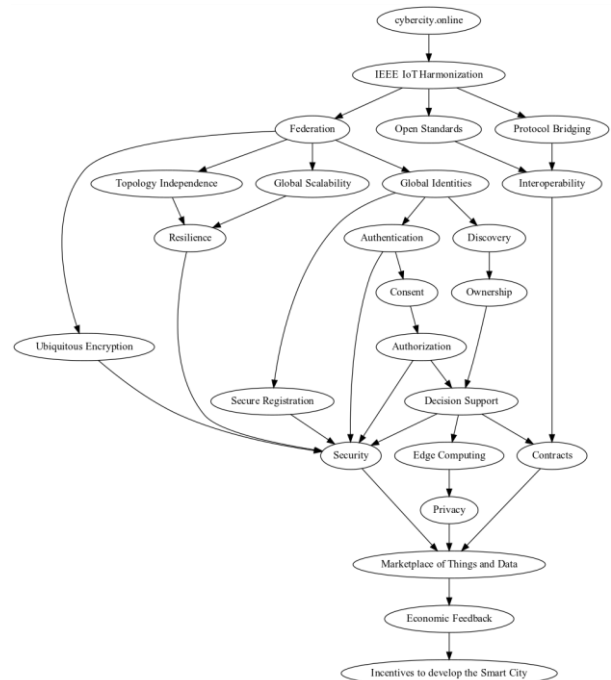 cybercity.online
IEEE IoT Harmonization
Federation
Open Standards
Protocol Bridging
Topology Independence
Global Scalability
Global Identities
Interoperability
Resilience
Authentication
Discovery
Consent
Ownership
Ubiquitous Encryption
Authorization
Secure Registration
Decision Support
Security
Edge Computing
Contracts
Privacy
Marketplace of Things and Data
Economic Feedback
Incentives to develop the Smart City